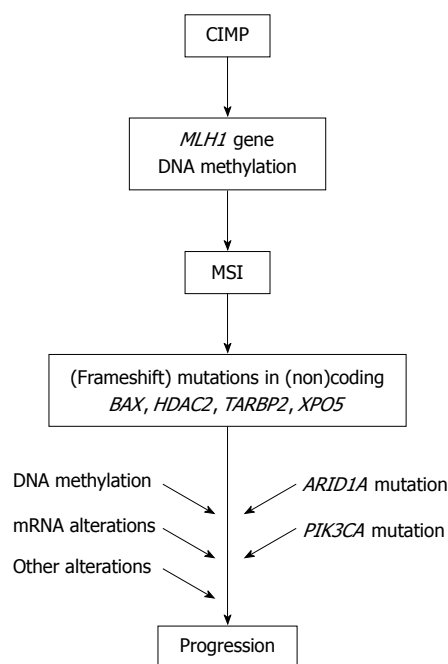 CIMP
MLH1 gene
DNA methylation
MSI
(Frameshift) mutations in (non)coding
BAX, HDAC2, TARBP2, XPO5
DNA methylation
ARID1A mutation
mRNA alterations
PIK3CA mutation
Other alterations
Progression